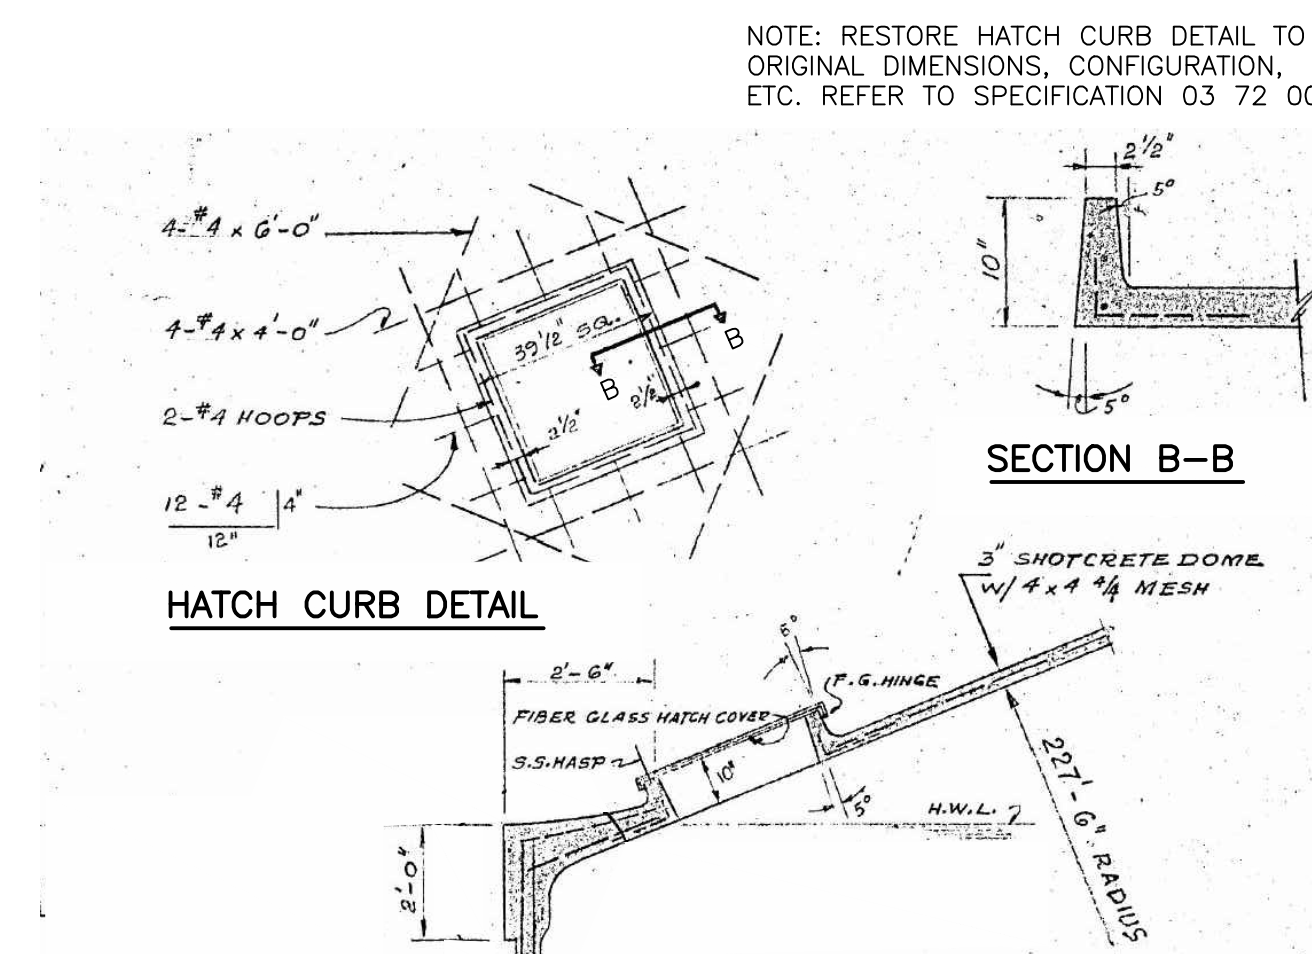 NOTE: RESTORE HATCH CURB DETAIL TO
ORIGINAL DIMENSIONS, CONFIGURATION,
ETC. REFER TO SPECIFICATION 03 72
4-#4 x 6'-0"
4-#4 x 4'-0"
2-#4 HOOPS
12-#4 | 4"
12"
39 1/2" SQ.
B
B
2 1/2"
2 1/2"
HATCH CURB DETAIL
2 1/2"
5°
10"
5°
SECTION B-B
3" SHOTCRETE DOME
W/ 4 x 4 4/4 MESH
5°
2'-6"
F.G. HINGE
FIBER GLASS HATCH COVER
S.S. HASP
10"
5°
H.W.L.
2'-0"
227'-6" RADIUS